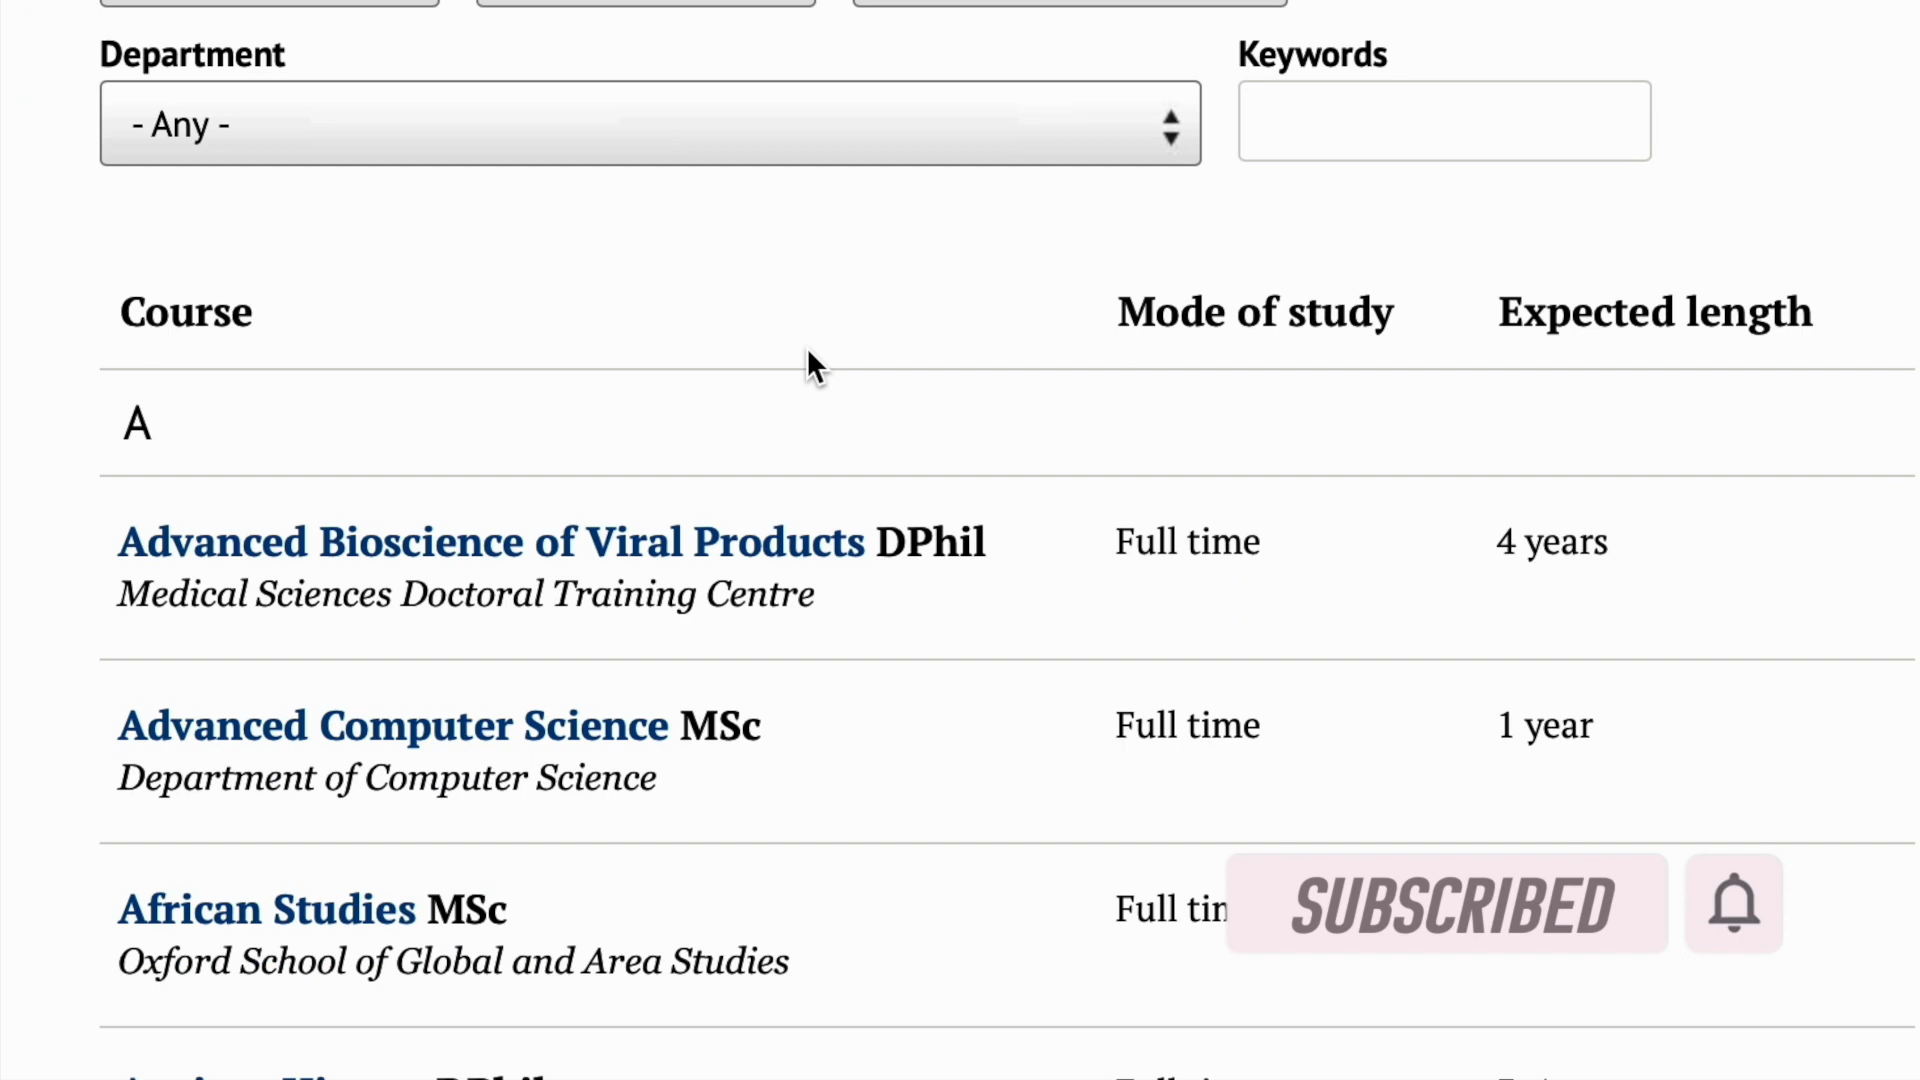 Department
Keywords
- Any -
Course
Mode of study
Expected length
A
Advanced Bioscience of Viral Products DPhil
Full time
4 years
Medical Sciences Doctoral Training Centre
Advanced Computer Science MSc
Full time
1 year
Department of Computer Science
African Studies MSc
Full
SUBSCRIBED
Oxford School of Global and Area Studies